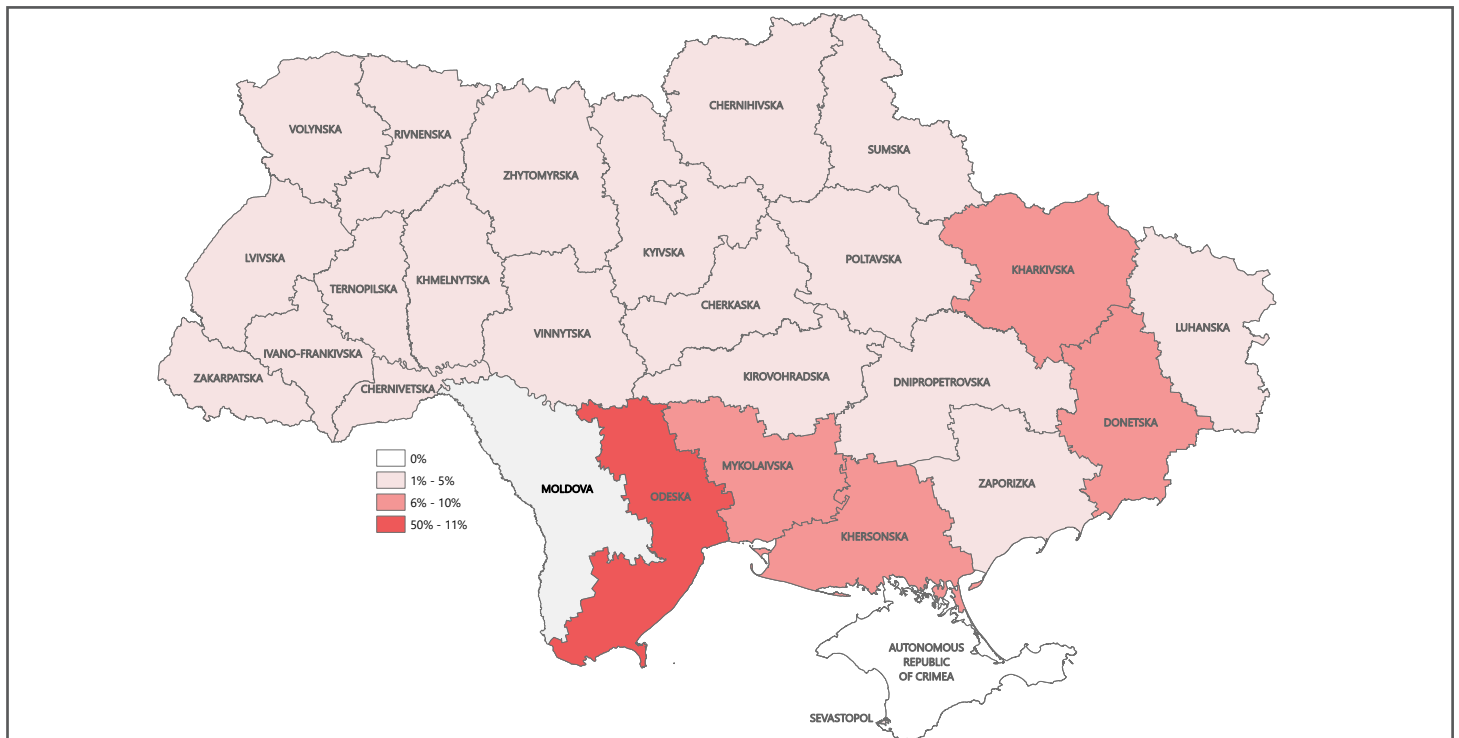 CHERNIHIVSKA
VOLYNSKA
RIVNENSKA
SUMSKA
ZHYTOMYRSKA
KYIVSKA
LVIVSKA
POLTAVSKA
KHARKIVSKA
KHMELNYTSKA
TERNOPILSKA
CHERKASKA
LUHANSKA
VINNYTSKA
IVANO-FRANKIVSKA
ZAKARPATSKA
KIROVOHRADSKA
DNIPROPETROVSKA
CHERNIVETSKA
DONETSKA
0%
1% - 5%
6% - 10%
50% - 11%
MYKOLAIVSKA
ZAPORIZKA
MOLDOVA
ODESKA
KHERSONSKA
AUTONOMOUS
REPUBLIC
OF CRIMEA
SEVASTOPOL